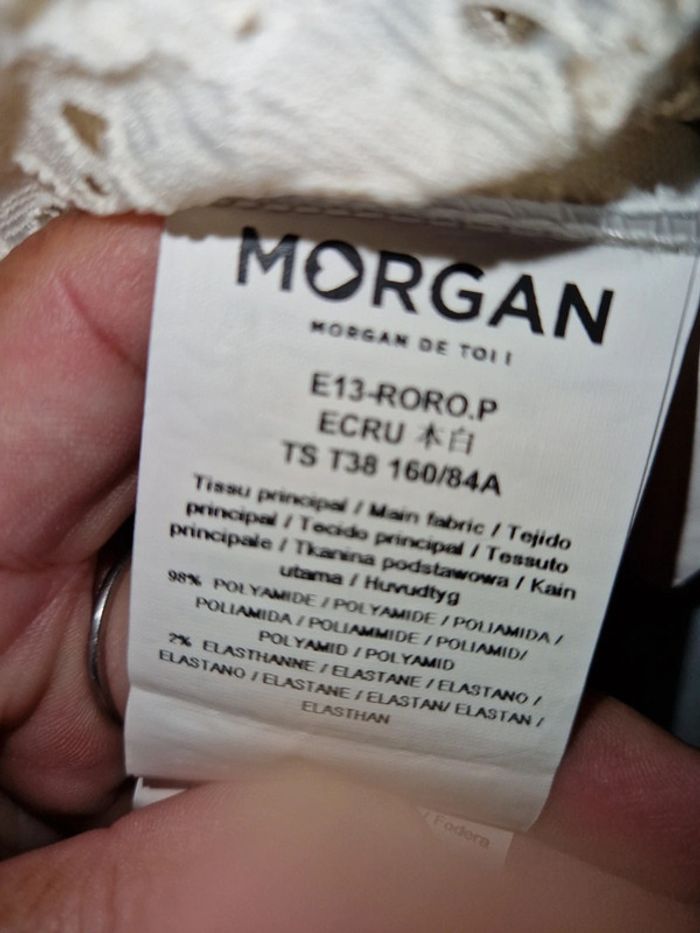 MORGAN
MORGAN DE TOI !
E13-RORO.P
ECRU 本白
TS T38 160/84A
Tissu principal / Main fabric / Tejido
principal / Tecido principal / Tessuto
principale / Tkanina podstawowa / Kain
utama / Huvudtyg
98% POLYAMIDE / POLYAMIDE / POLIAMIDA /
POLIAMIDA / POLIAMMIDE / POLIAMID/
POLYAMID / POLYAMID
2% ELASTHANNE / ELASTANE / ELASTANO /
ELASTANO / ELASTANE / ELASTAN/ ELASTAN /
ELASTHAN
/ Fodera